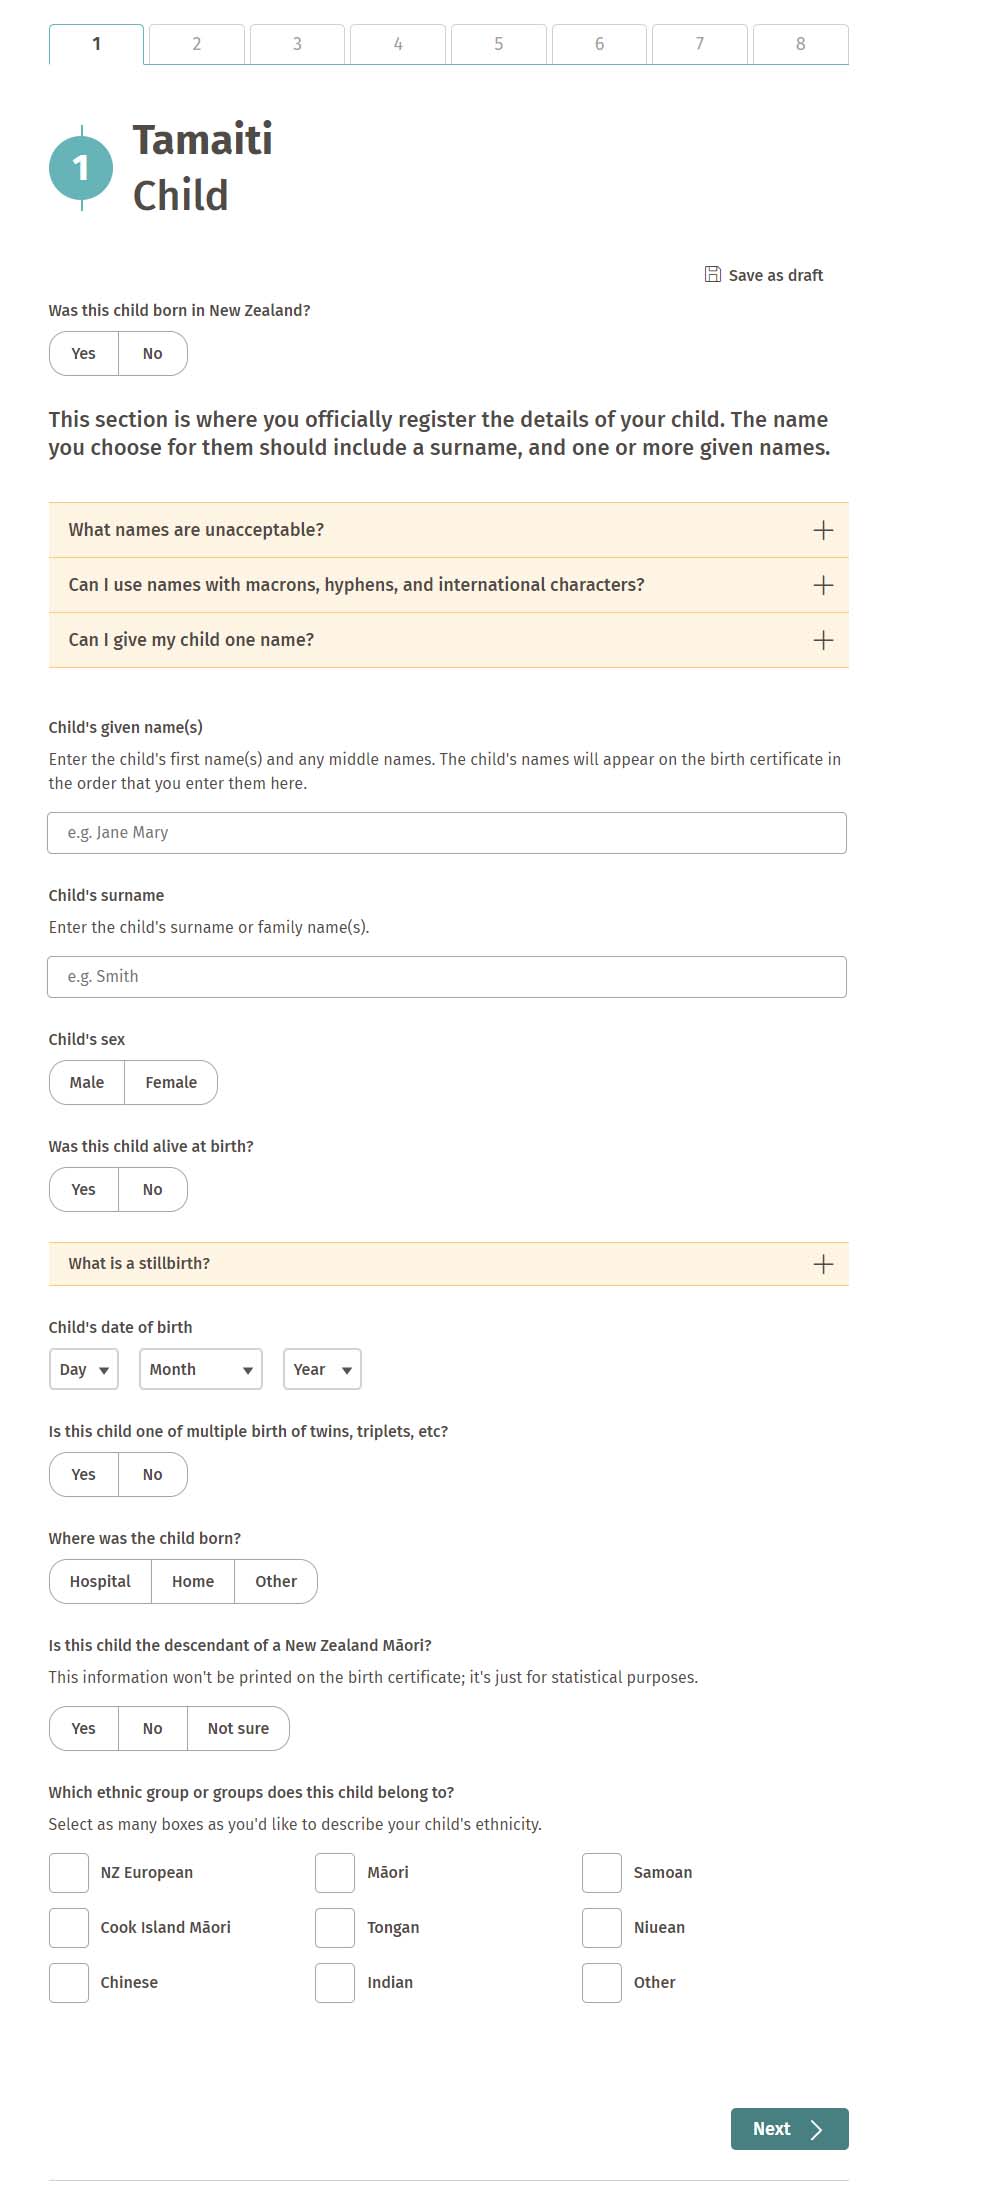 1 2 3 4 5 6 7 8
1
Tamaiti
Child
Save as draft
Was this child born in New Zealand?
Yes No
This section is where you officially register the details of your child. The name
you choose for them should include a surname, and one or more given names.
What names are unacceptable?
Can I use names with macrons, hyphens, and international characters?
Can I give my child one name?
Child's given name(s)
Enter the child's first name(s) and any middle names. The child's names will appear on the birth certificate in
the order that you enter them here.
e.g. Jane Mary
Child's surname
Enter the child's surname or family name(s).
e.g. Smith
Child's sex
Male Female
Was this child alive at birth?
Yes No
What is a stillbirth?
Child's date of birth
Day Month Year
Is this child one of multiple birth of twins, triplets, etc?
Yes No
Where was the child born?
Hospital Home Other
Is this child the descendant of a New Zealand Māori?
This information won't be printed on the birth certificate; it's just for statistical purposes.
Yes No Not sure
Which ethnic group or groups does this child belong to?
Select as many boxes as you'd like to describe your child's ethnicity.
NZ European Māori Samoan
Cook Island Māori Tongan Niuean
Chinese Indian Other
Next